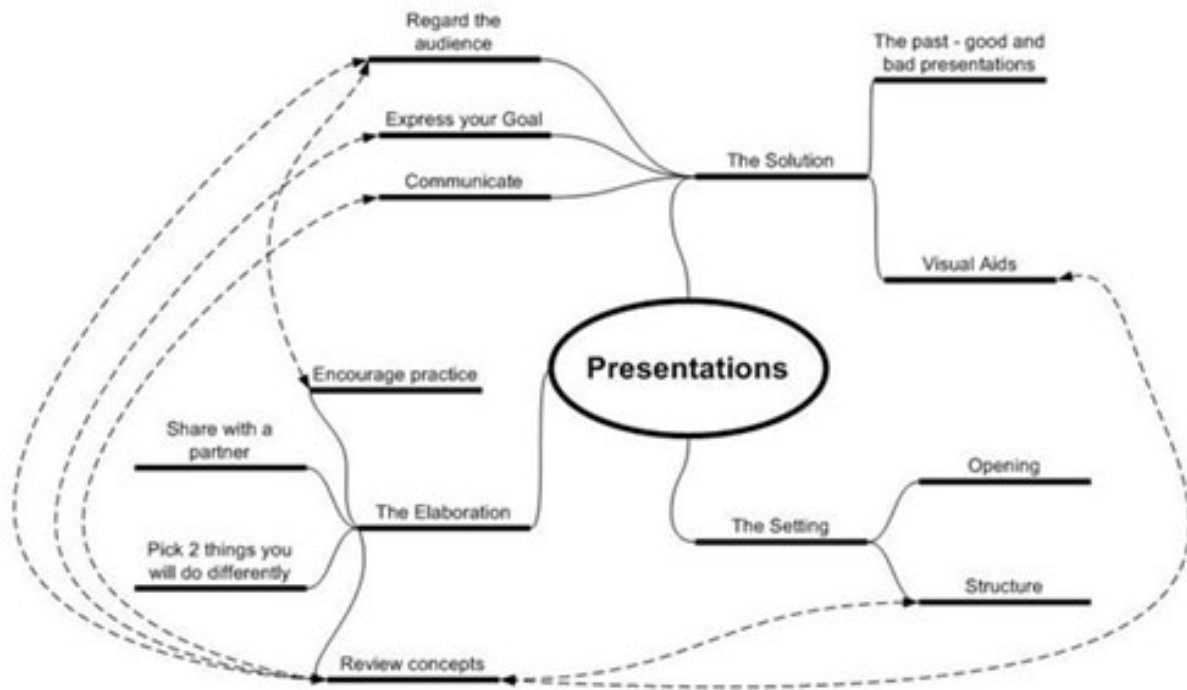 Regard the
audience
The past - good and
bad presentations
Express your Goal
The Solution
Communicate
Visual Aids
Presentations
Encourage practice
Share with a
partner
Opening
The Elaboration
The Setting
Pick 2 things you
will do differently
Structure
Review concepts